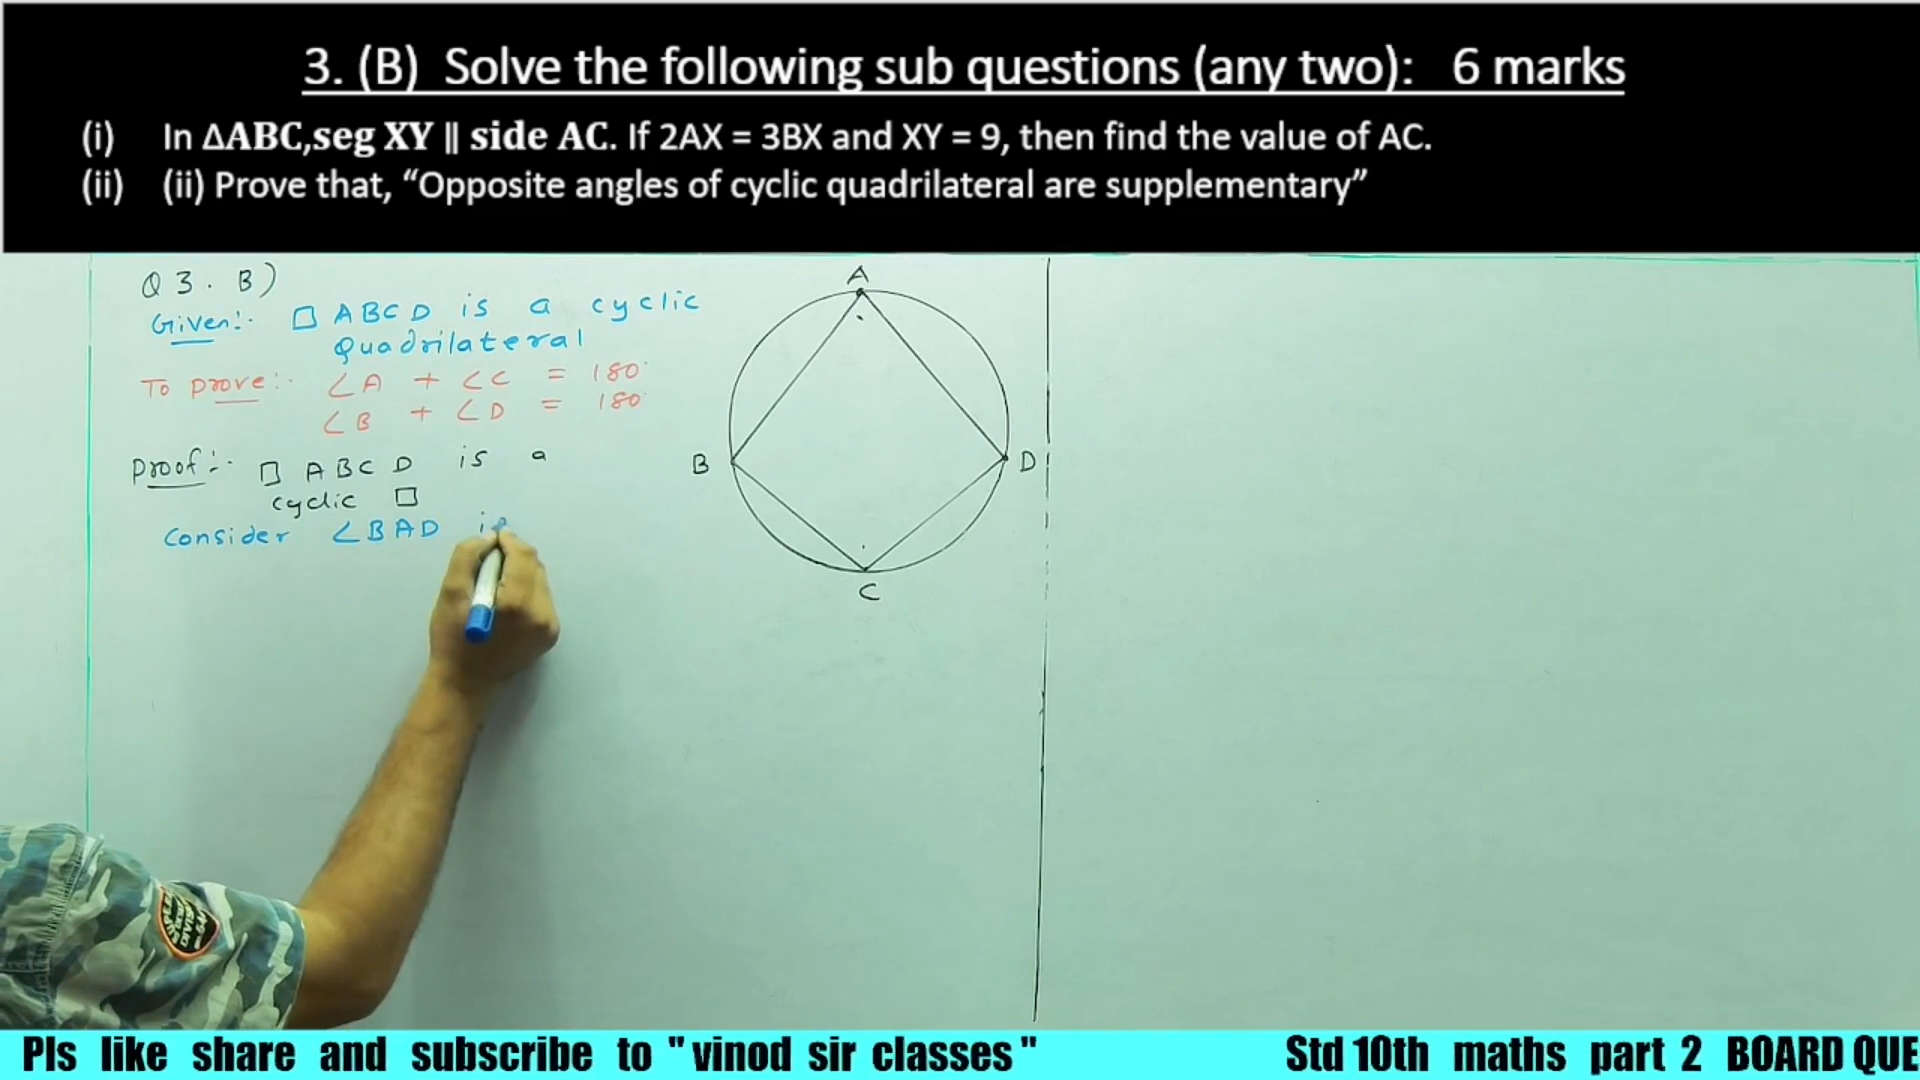 3. (B) Solve the following sub questions (any two): 6 marks
(i) In ∆ABC,seg XY ∥ side AC. If 2AX = 3BX and XY = 9, then find the value of AC.
(ii) (ii) Prove that, “Opposite angles of cyclic quadrilateral are supplementary”
Q 3. B)
Given:- □ ABCD is a cyclic
Quadrilateral
To prove:- ∠A + ∠C = 180°
∠B + ∠D = 180°
Proof:- □ ABCD is a
cyclic □
Consider ∠BAD is
A
B
D
C
Pls like share and subscribe to "vinod sir classes"
Std 10th maths part 2 BOARD QUE